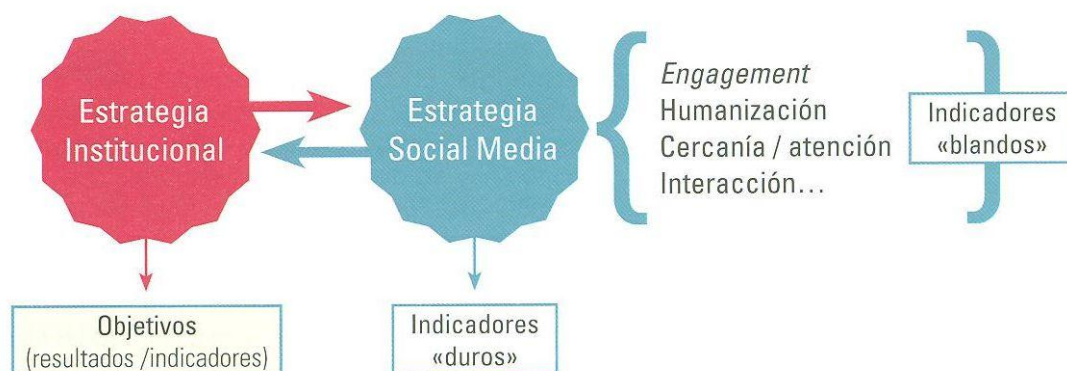 Estrategia
Institucional
Estrategia
Social Media
Engagement
Humanización
Cercanía / atención
Interacción…
Indicadores
«blandos»
Objetivos
(resultados /indicadores)
Indicadores
«duros»